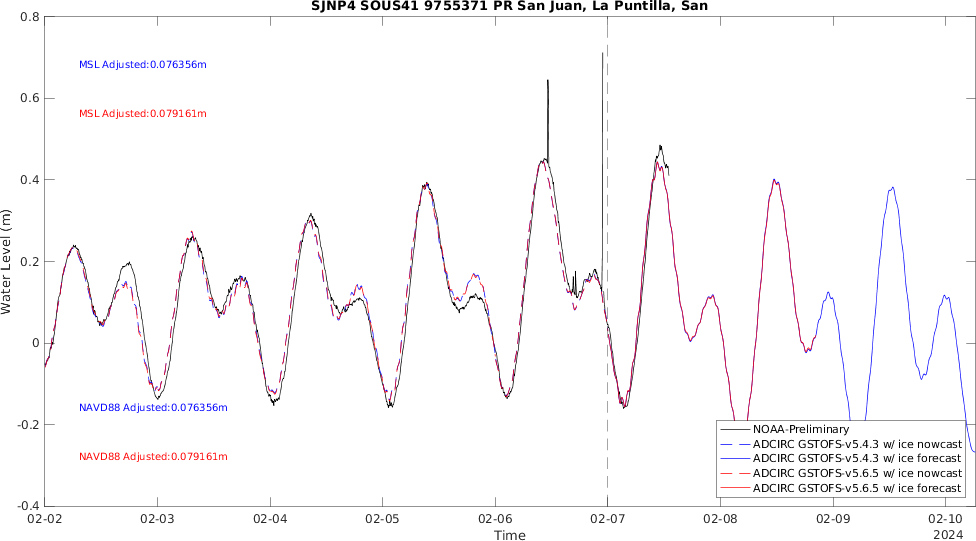 SJNP4 SOUS41 9755371 PR San Juan, La Puntilla, San
0.8
0.6
0.4
0.2
0
-0.2
-0.4
Water Level (m)
MSL Adjusted:0.076356m
MSL Adjusted:0.079161m
NAVD88 Adjusted:0.076356m
NAVD88 Adjusted:0.079161m
NOAA-Preliminary
ADCIRC GSTOFS-v5.4.3 w/ ice nowcast
ADCIRC GSTOFS-v5.4.3 w/ ice forecast
ADCIRC GSTOFS-v5.6.5 w/ ice nowcast
ADCIRC GSTOFS-v5.6.5 w/ ice forecast
02-02 02-03 02-04 02-05 02-06 02-07 02-08 02-09 02-10
2024
Time